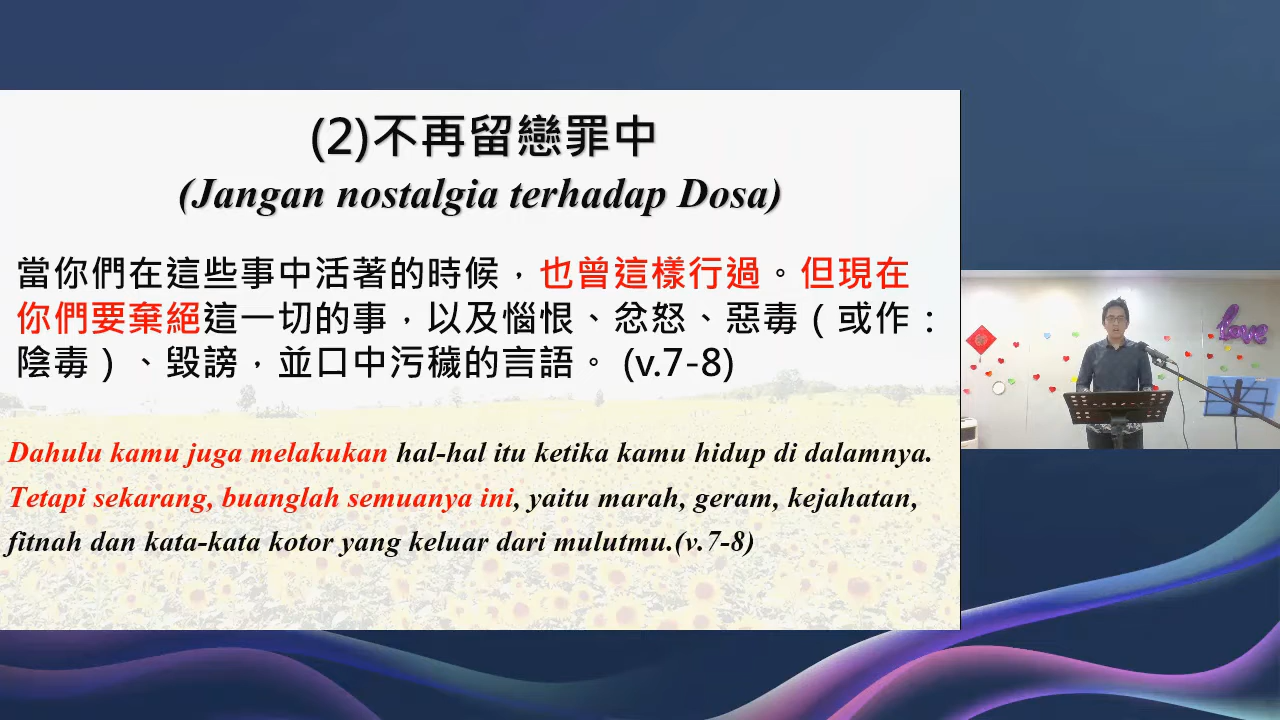 (2)不再留戀罪中
(Jangan nostalgia terhadap Dosa)
當你們在這些事中活著的時候，也曾這樣行過。但現在
你們要棄絕這一切的事，以及惱恨、忿怒、惡毒（或作：
陰毒）、毀謗，並口中污穢的言語。 (v.7-8)
Dahulu kamu juga melakukan hal-hal itu ketika kamu hidup di dalamnya.
Tetapi sekarang, buanglah semuanya ini, yaitu marah, geram, kejahatan,
fitnah dan kata-kata kotor yang keluar dari mulutmu.(v.7-8)
love